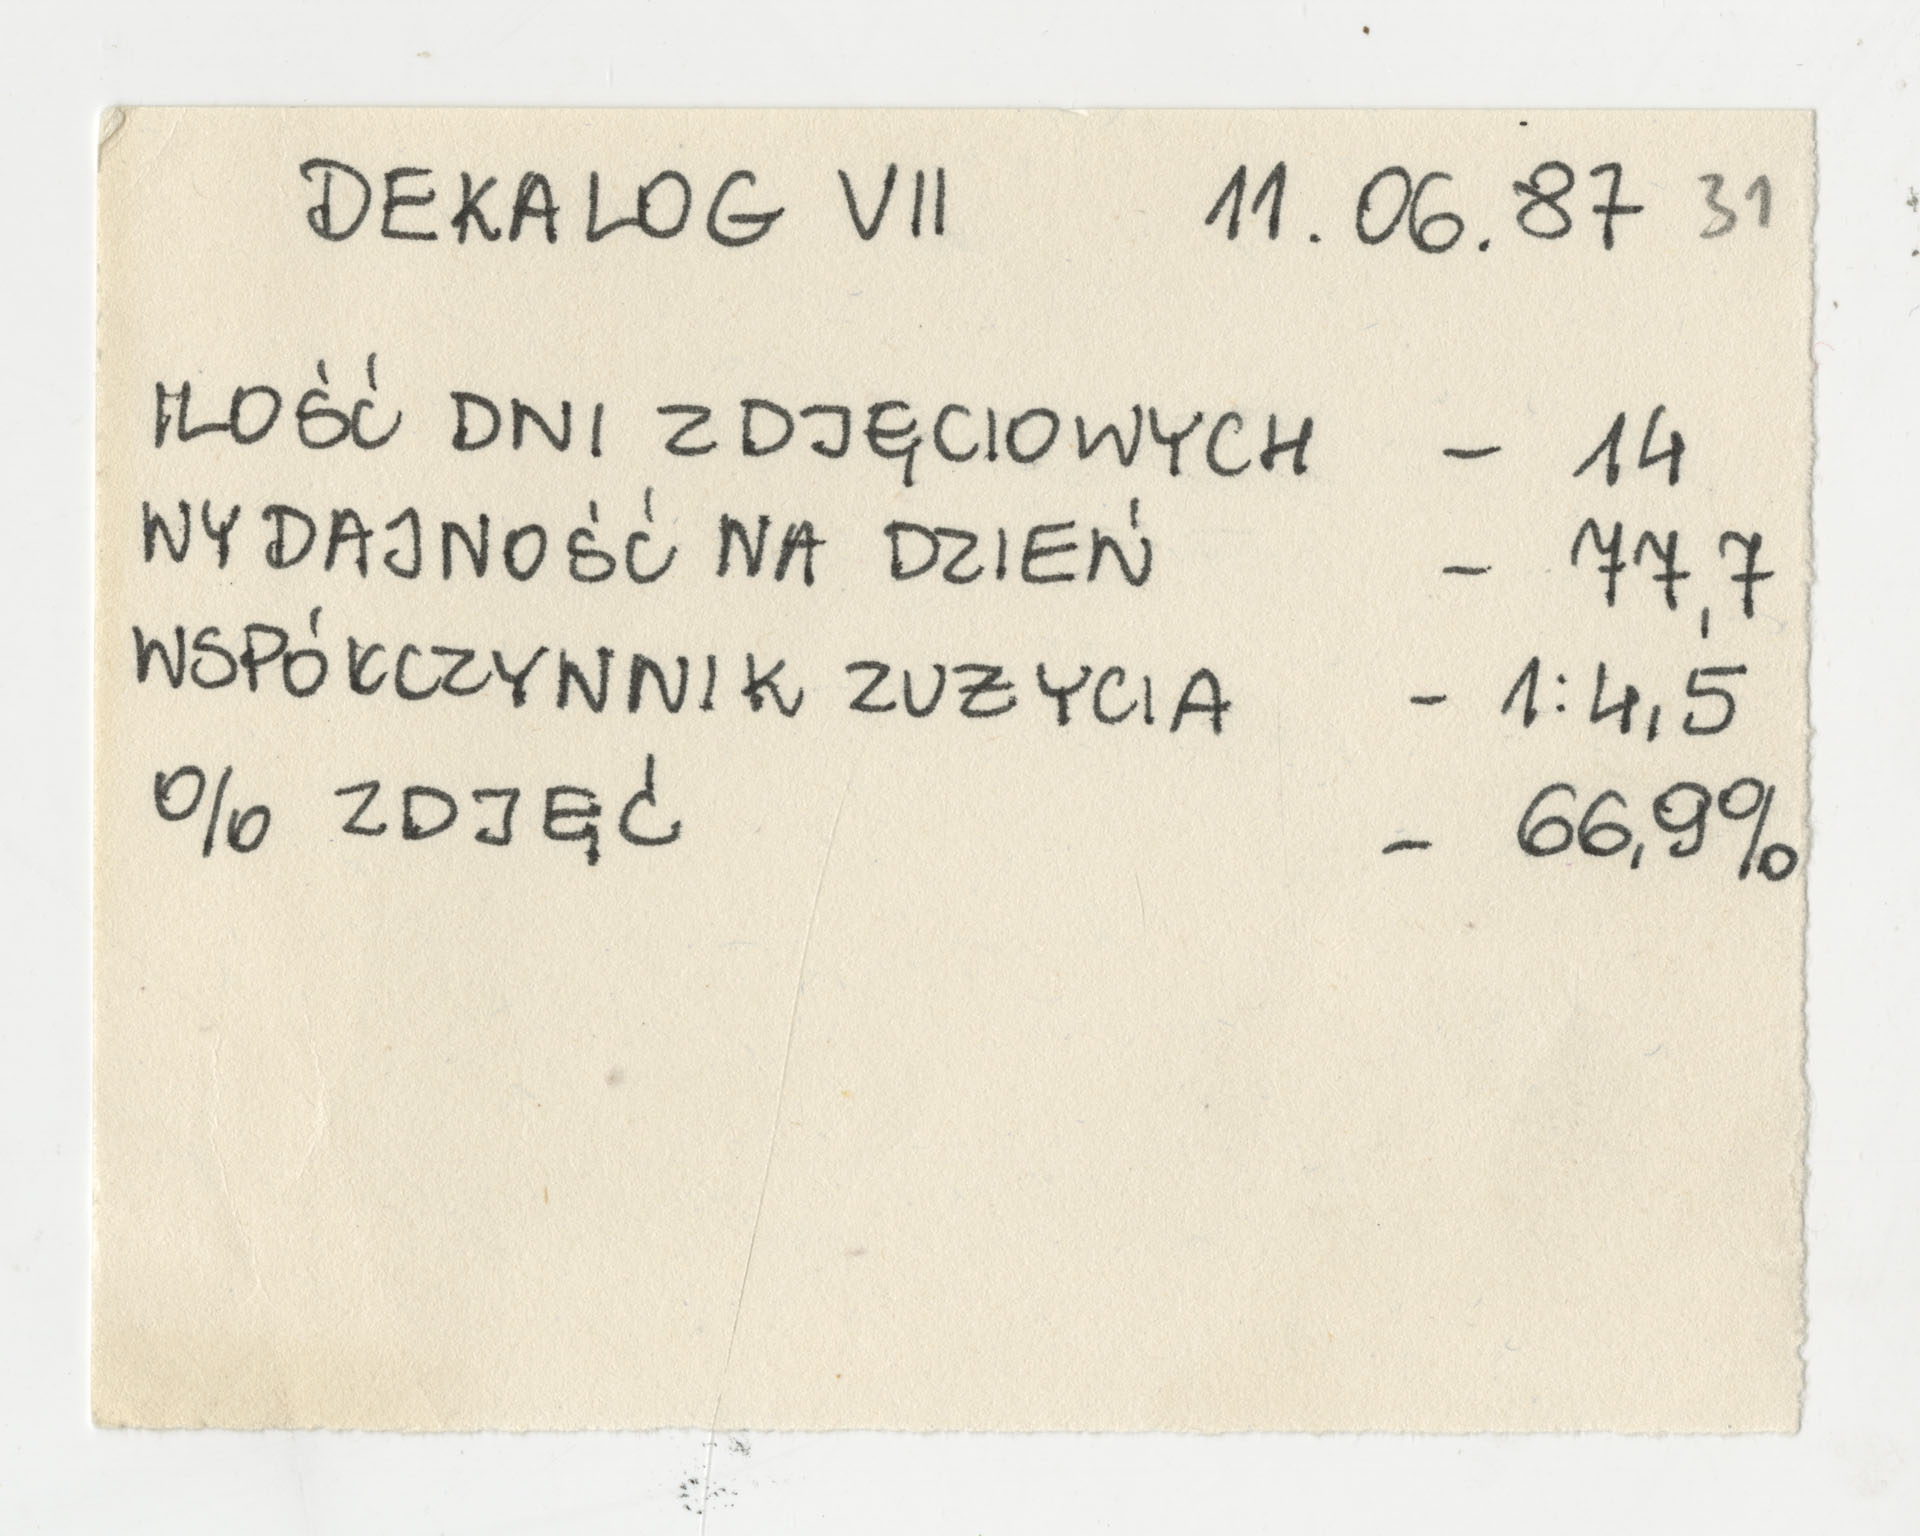 DEKALOG VII 11.06.87 31
ILOŚĆ DNI ZDJĘCIOWYCH - 14
WYDAJNOŚĆ NA DZIEŃ - 77,7
WSPÓŁCZYNNIK ZUŻYCIA - 1:4,5
% ZDJĘĆ - 66,9%